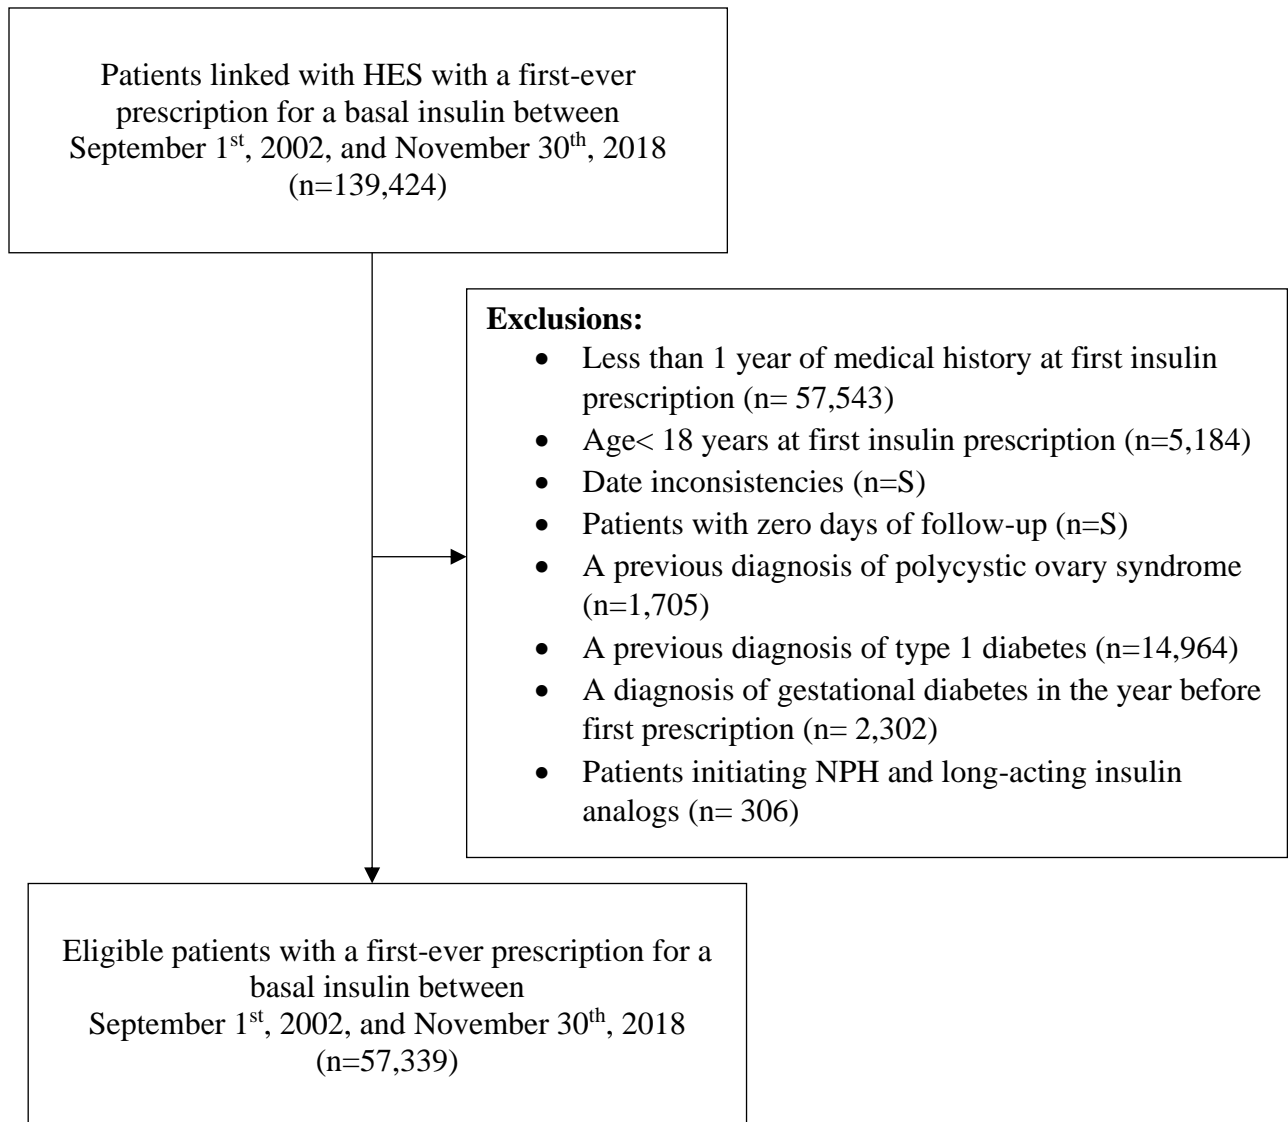 Patients linked with HES with a first-ever
prescription for a basal insulin between
September 1st, 2002, and November 30th, 2018
(n=139,424)
Exclusions:
• Less than 1 year of medical history at first insulin
prescription (n= 57,543)
• Age< 18 years at first insulin prescription (n=5,184)
• Date inconsistencies (n=S)
• Patients with zero days of follow-up (n=S)
• A previous diagnosis of polycystic ovary syndrome
(n=1,705)
• A previous diagnosis of type 1 diabetes (n=14,964)
• A diagnosis of gestational diabetes in the year before
first prescription (n= 2,302)
• Patients initiating NPH and long-acting insulin
analogs (n= 306)
Eligible patients with a first-ever prescription for a
basal insulin between
September 1st, 2002, and November 30th, 2018
(n=57,339)